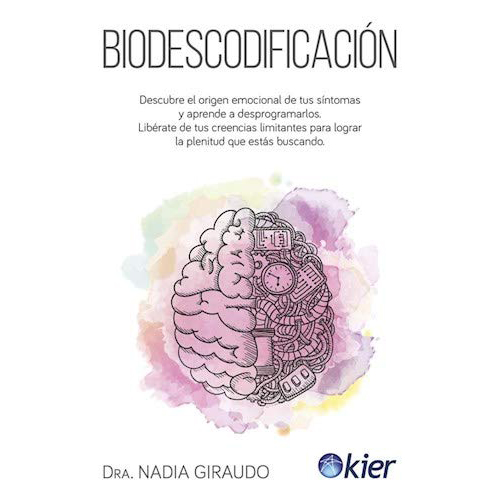 BIODESCODIFICACIÓN
Descubre el origen emocional de tus síntomas
y aprende a desprogramarlos.
Libérate de tus creencias limitantes para lograr
la plenitud que estás buscando.
DRA. NADIA GIRAUDO
kier